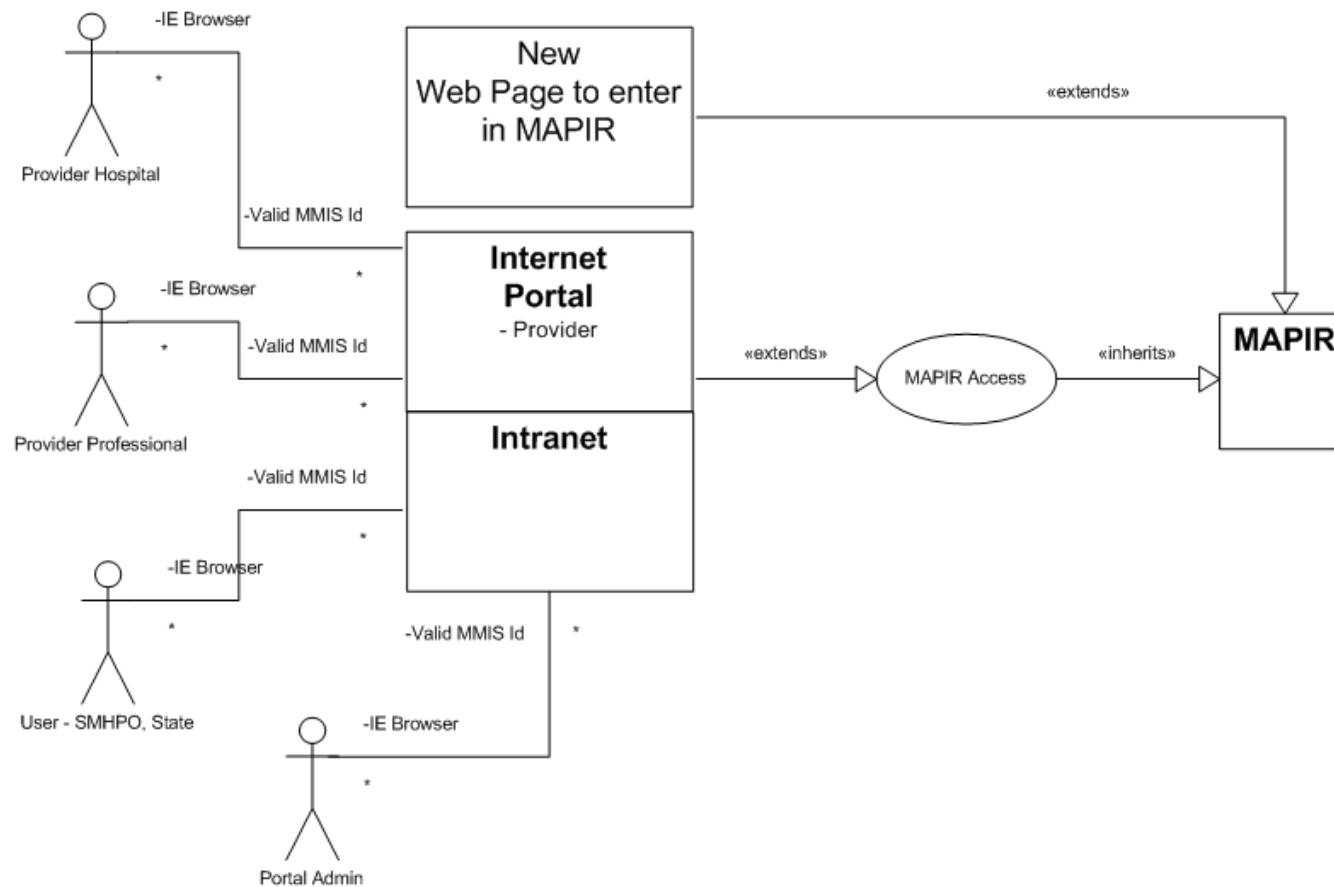 -IE Browser
*
Provider Hospital
-Valid MMIS Id
*
New
Web Page to enter
in MAPIR
«extends»
-IE Browser
*
Provider Professional
-Valid MMIS Id
*
Internet
Portal
- Provider
«extends»
MAPIR Access
«inherits»
MAPIR
Intranet
-Valid MMIS Id
*
-IE Browser
*
User - SMHPO, State
-Valid MMIS Id
*
-IE Browser
*
Portal Admin